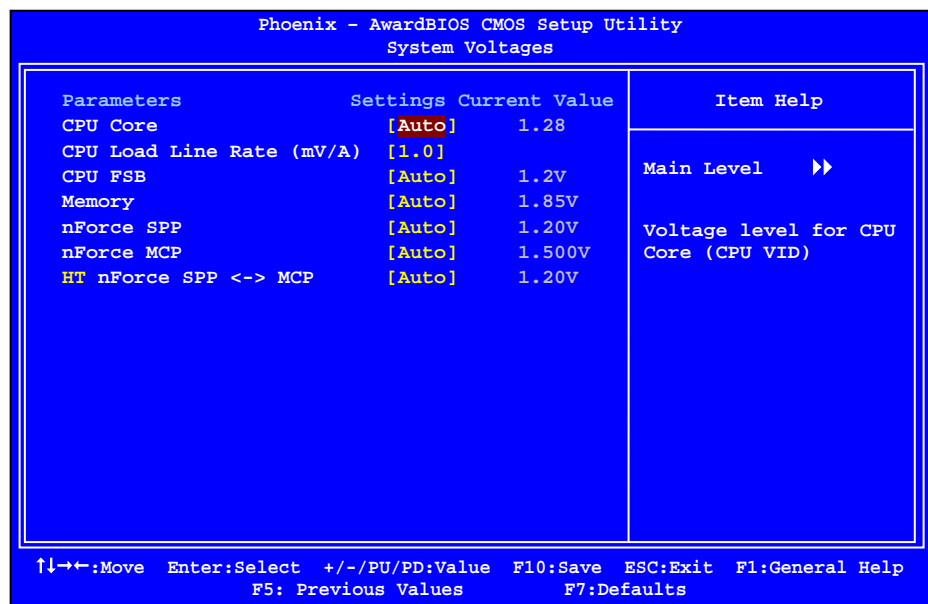 Phoenix – AwardBIOS CMOS Setup Utility
System Voltages
Parameters Settings Current Value
CPU Core [Auto] 1.28
CPU Load Line Rate (mV/A) [1.0]
CPU FSB [Auto] 1.2V
Memory [Auto] 1.85V
nForce SPP [Auto] 1.20V
nForce MCP [Auto] 1.500V
HT nForce SPP <-> MCP [Auto] 1.20V
Item Help
Main Level
Voltage level for CPU
Core (CPU VID)
↑↓→←:Move Enter:Select +/-/PU/PD:Value F10:Save ESC:Exit F1:General Help
F5: Previous Values F7:Defaults